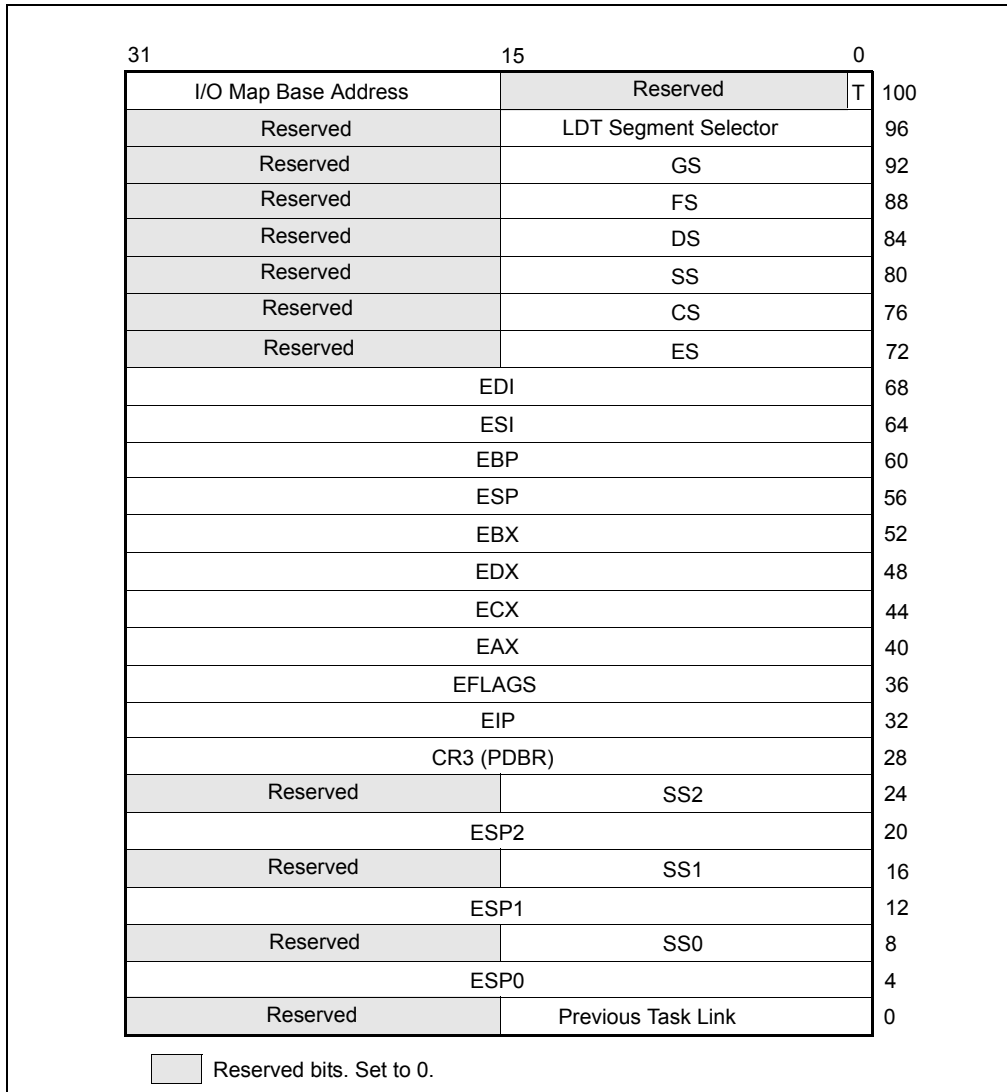 31 15 0
I/O Map Base Address Reserved T 100
Reserved LDT Segment Selector 96
Reserved GS 92
Reserved FS 88
Reserved DS 84
Reserved SS 80
Reserved CS 76
Reserved ES 72
EDI 68
ESI 64
EBP 60
ESP 56
EBX 52
EDX 48
ECX 44
EAX 40
EFLAGS 36
EIP 32
CR3 (PDBR) 28
Reserved SS2 24
ESP2 20
Reserved SS1 16
ESP1 12
Reserved SS0 8
ESP0 4
Reserved Previous Task Link 0
Reserved bits. Set to 0.